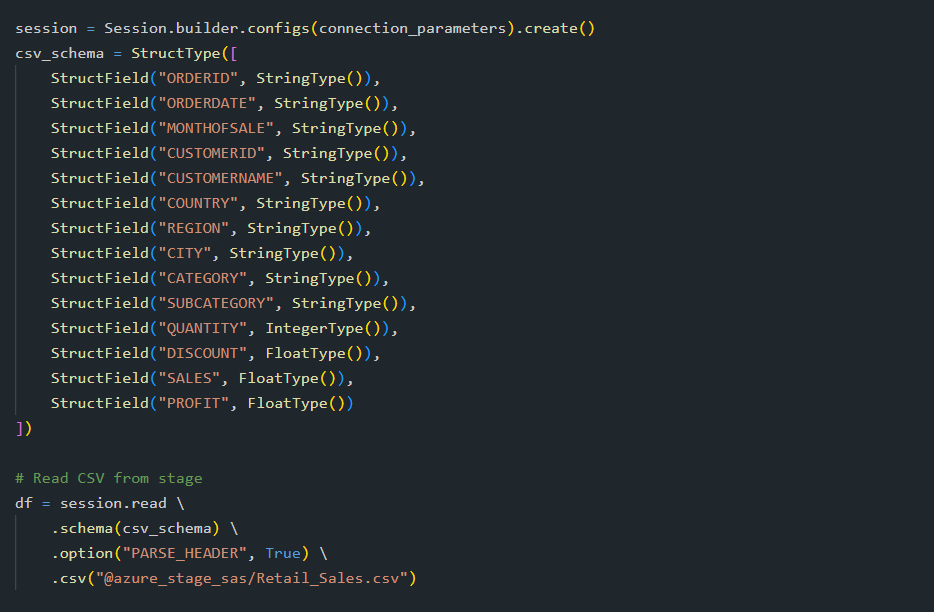 session = Session.builder.configs(connection_parameters).create()
csv_schema = StructType([
    StructField("ORDERID", StringType()),
    StructField("ORDERDATE", StringType()),
    StructField("MONTHOFSALE", StringType()),
    StructField("CUSTOMERID", StringType()),
    StructField("CUSTOMERNAME", StringType()),
    StructField("COUNTRY", StringType()),
    StructField("REGION", StringType()),
    StructField("CITY", StringType()),
    StructField("CATEGORY", StringType()),
    StructField("SUBCATEGORY", StringType()),
    StructField("QUANTITY", IntegerType()),
    StructField("DISCOUNT", FloatType()),
    StructField("SALES", FloatType()),
    StructField("PROFIT", FloatType())
])

# Read CSV from stage
df = session.read \
    .schema(csv_schema) \
    .option("PARSE_HEADER", True) \
    .csv("@azure_stage_sas/Retail_Sales.csv")